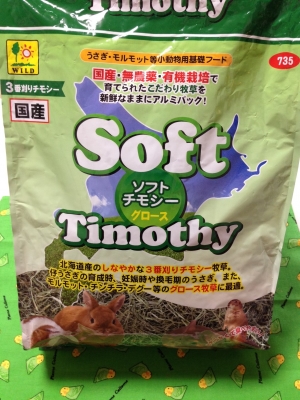 Timothy
WILD
うさぎ・モルモット等小動物用基礎フード
735
3番刈りチモシー
国産・無農薬・有機栽培で
育てられたこだわり牧草を
新鮮なままにアルミパック!
国産
Soft
ソフト
チモシー
グロース
Timothy
北海道産のしなやかな3番刈りチモシー牧草。
仔うさぎの育成時、妊娠時や換毛期のうさぎ、また、
モルモット・チンチラ・デグー等のグロース牧草に最適。